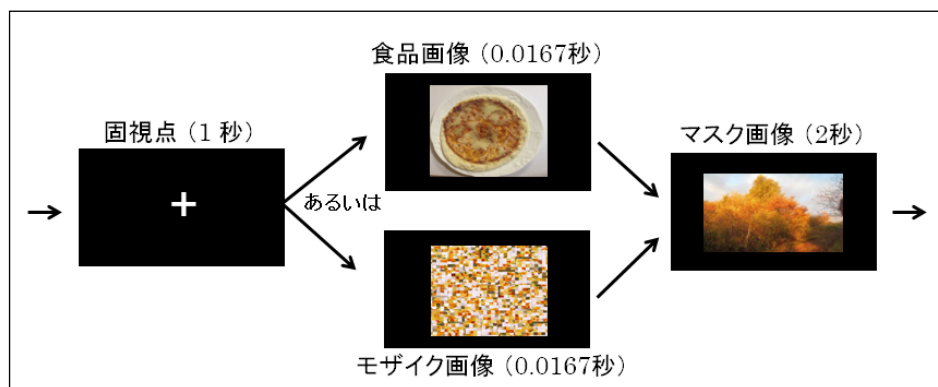 固視点 (1 秒)
食品画像 (0.0167秒)
あるいは
モザイク画像 (0.0167秒)
マスク画像 (2秒)